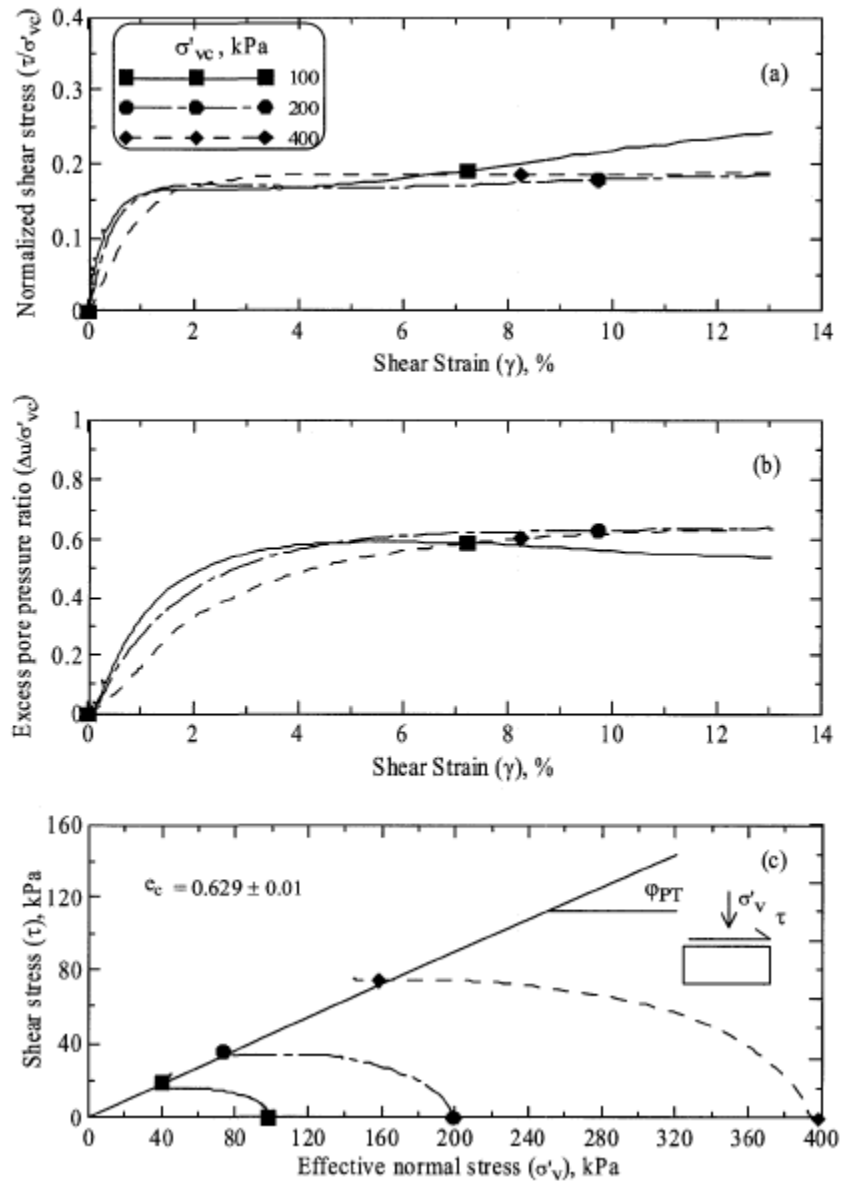 Normalized shear stress (τ/σ'vc)
0.4
0.3
0.2
0.1
0
σ'vc , kPa
100
200
400
(a)
0 2 4 6 8 10 12 14
Shear Strain (γ), %
Excess pore pressure ratio (Δu/σ'vc)
1
0.8
0.6
0.4
0.2
0
(b)
0 2 4 6 8 10 12 14
Shear Strain (γ), %
Shear stress (τ), kPa
160
120
80
40
0
(c)
e_c = 0.629 ± 0.01
φPT
σ'v
τ
0 40 80 120 160 200 240 280 320 360 400
Effective normal stress (σ'v), kPa